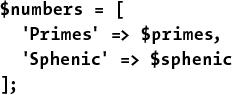 $numbers = [
  'Primes' => $primes,
  'Sphenic' => $sphenic
];